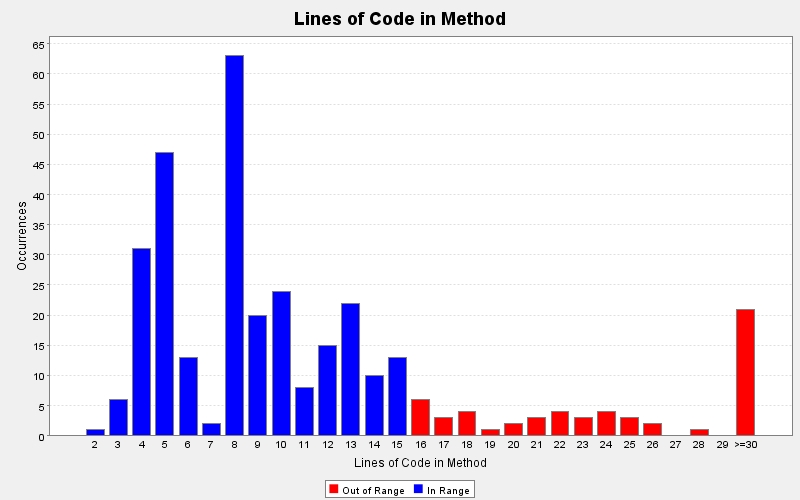 Lines of Code in Method
Occurrences
65
60
55
50
45
40
35
30
25
20
15
10
5
0
2 3 4 5 6 7 8 9 10 11 12 13 14 15 16 17 18 19 20 21 22 23 24 25 26 27 28 29 >=30
Lines of Code in Method
Out of Range In Range